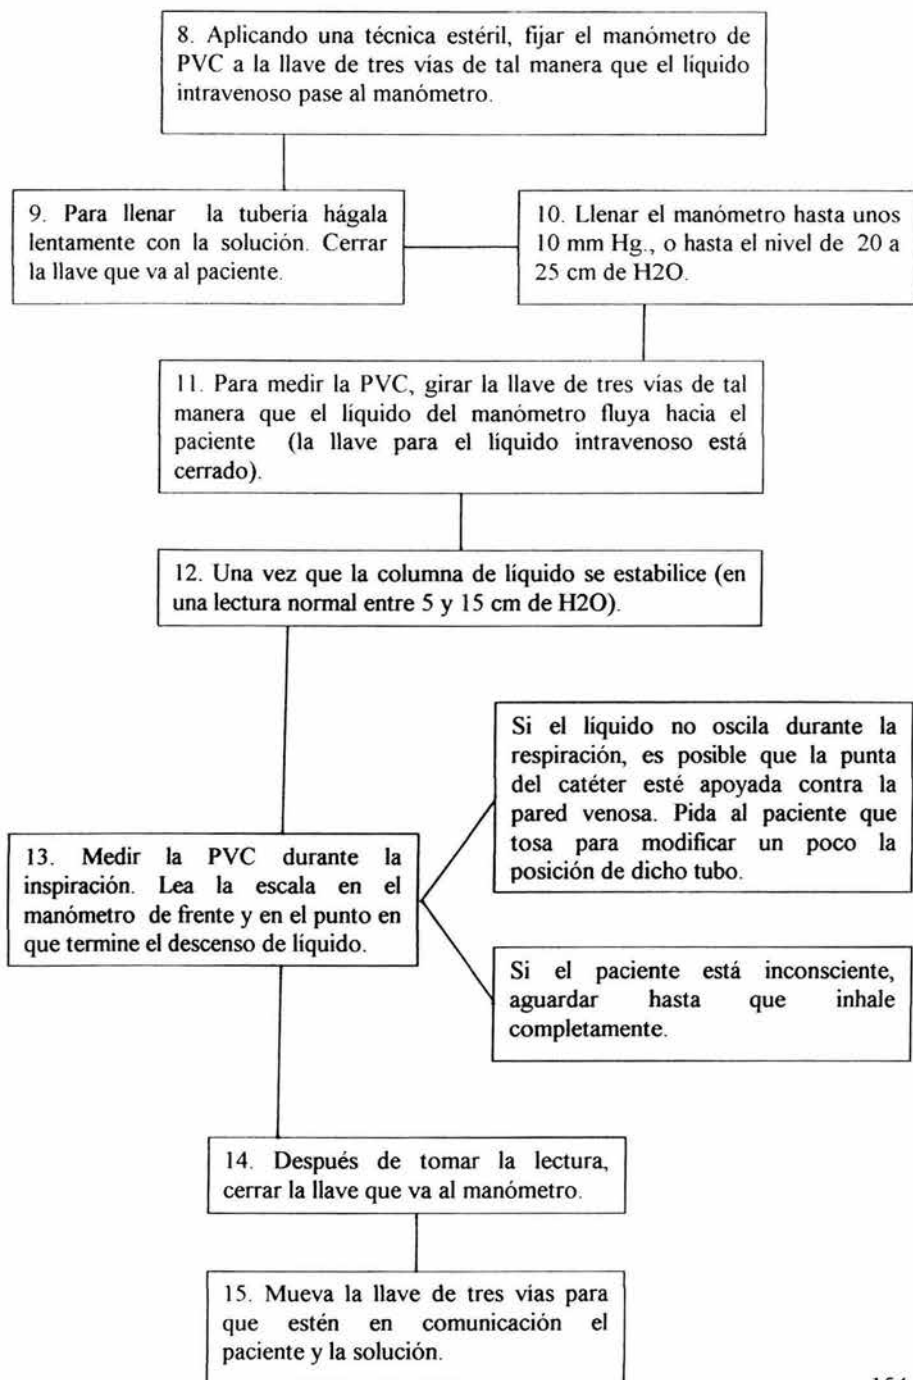 8. Aplicando una técnica estéril, fijar el manómetro de
PVC a la llave de tres vías de tal manera que el líquido
intravenoso pase al manómetro.
9. Para llenar la tubería hágala
lentamente con la solución. Cerrar
la llave que va al paciente.
10. Llenar el manómetro hasta unos
10 mm Hg., o hasta el nivel de 20 a
25 cm de H2O.
11. Para medir la PVC, girar la llave de tres vías de tal
manera que el líquido del manómetro fluya hacia el
paciente (la llave para el líquido intravenoso está
cerrado).
12. Una vez que la columna de líquido se estabilice (en
una lectura normal entre 5 y 15 cm de H2O).
Si el líquido no oscila durante la
respiración, es posible que la punta
del catéter esté apoyada contra la
pared venosa. Pida al paciente que
tosa para modificar un poco la
posición de dicho tubo.
13. Medir la PVC durante la
inspiración. Lea la escala en el
manómetro de frente y en el punto en
que termine el descenso de líquido.
Si el paciente está inconsciente,
aguardar hasta que inhale
completamente.
14. Después de tomar la lectura,
cerrar la llave que va al manómetro.
15. Mueva la llave de tres vías para
que estén en comunicación el
paciente y la solución.